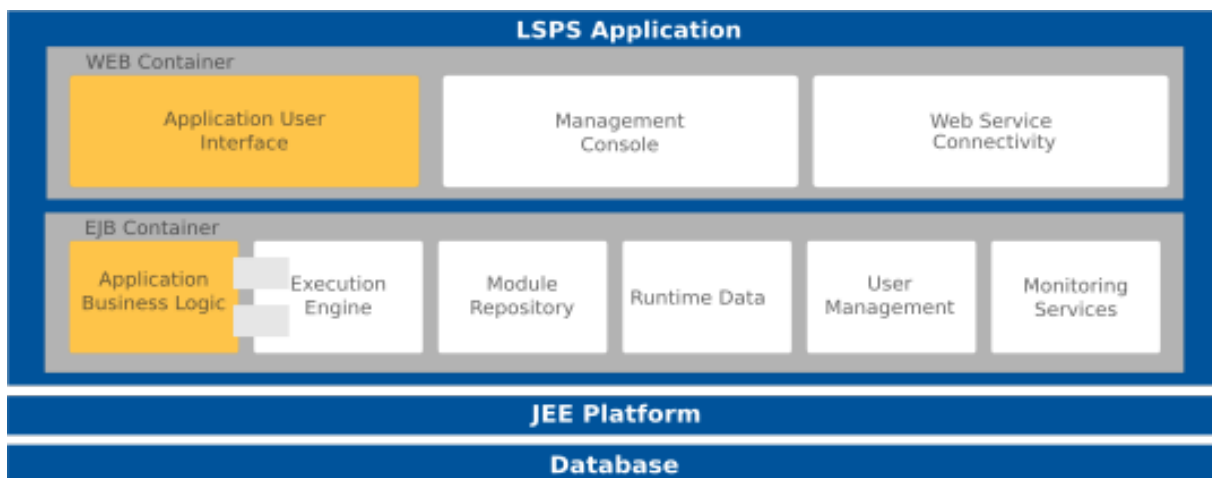 LSPS Application
WEB Container
Application User
Interface
Management
Console
Web Service
Connectivity
EJB Container
Application
Business Logic
Execution
Engine
Module
Repository
Runtime Data
User
Management
Monitoring
Services
JEE Platform
Database